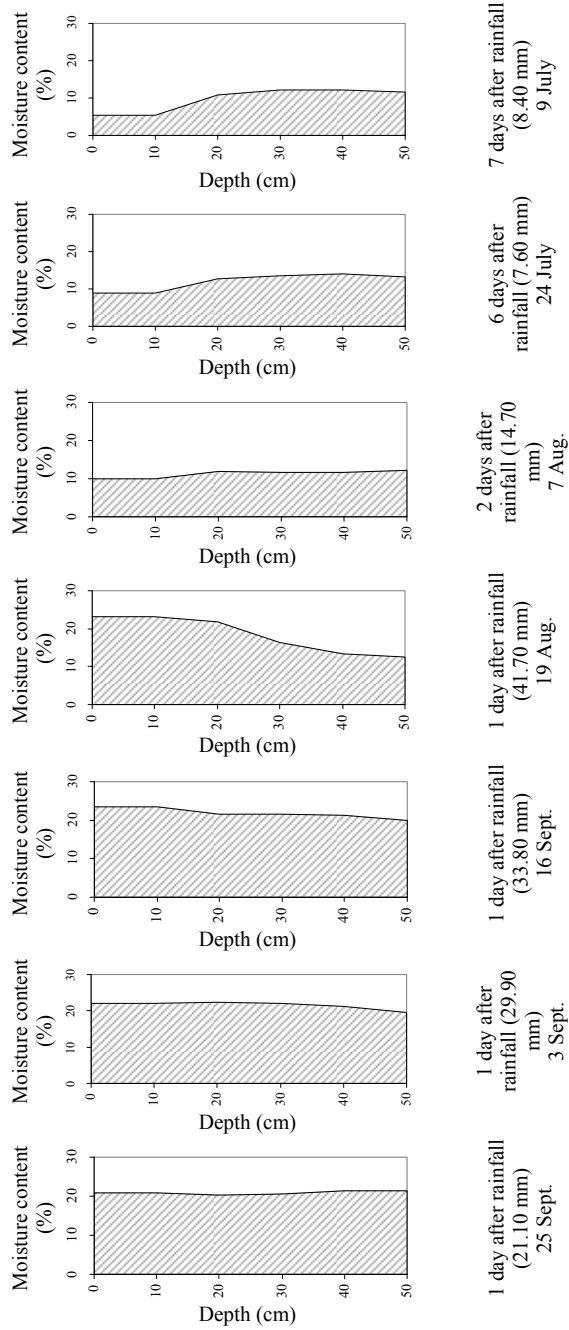 Moisture content
(%)
30
20
10
0
0 10 20 30 40 50
Depth (cm)
7 days after rainfall
(8.40 mm)
9 July
Moisture content
(%)
30
20
10
0
0 10 20 30 40 50
Depth (cm)
6 days after
rainfall (7.60 mm)
24 July
Moisture content
(%)
30
20
10
0
0 10 20 30 40 50
Depth (cm)
2 days after
rainfall (14.70
mm)
7 Aug.
Moisture content
(%)
30
20
10
0
0 10 20 30 40 50
Depth (cm)
1 day after rainfall
(41.70 mm)
19 Aug.
Moisture content
(%)
30
20
10
0
0 10 20 30 40 50
Depth (cm)
1 day after rainfall
(33.80 mm)
16 Sept.
Moisture content
(%)
30
20
10
0
0 10 20 30 40 50
Depth (cm)
1 day after
rainfall (29.90
mm)
3 Sept.
Moisture content
(%)
30
20
10
0
0 10 20 30 40 50
Depth (cm)
1 day after rainfall
(21.10 mm)
25 Sept.